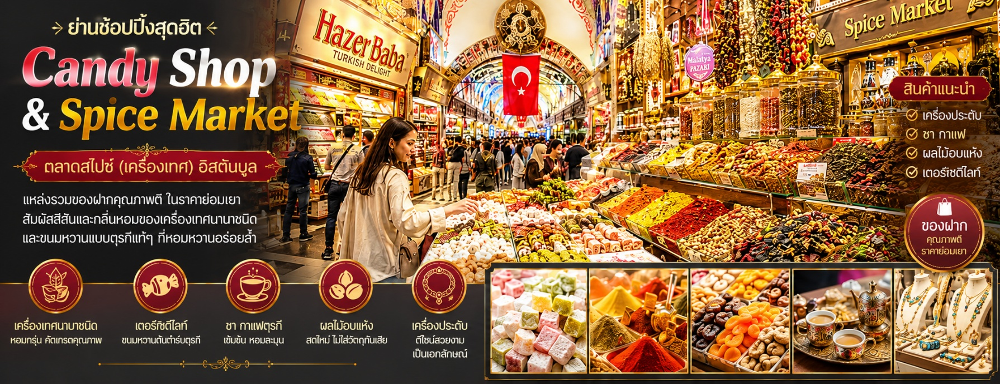 ย่านช้อปปิ้งสุดฮิต
Candy Shop
& Spice Market
ตลาดสไปซ์ (เครื่องเทศ) อิสตันบูล
แหล่งรวมของฝากคุณภาพดี ในราคาย่อมเยา
สัมผัสสีสันและกลิ่นหอมของเครื่องเทศนานาชนิด
และขนมหวานแบบตุรกีแท้ๆ ที่หอมหวานอร่อยล้ำ
เครื่องเทศนานาชนิด
หอมกรุ่น คัดเกรดคุณภาพ
เตอร์กิชดีไลท์
ขนมหวานต้นตำรับตุรกี
ชา กาแฟตุรกี
เข้มข้น หอมละมุน
ผลไม้อบแห้ง
สดใหม่ ไม่ใส่วัตถุกันเสีย
เครื่องประดับ
ดีไซน์สวยงาม
เป็นเอกลักษณ์
Hazer Baba
TURKISH DELIGHT
Malatya
PAZARI
Spice Market
สินค้าแนะนำ
เครื่องประดับ
ชา กาแฟ
ผลไม้อบแห้ง
ของฝาก
คุณภาพดี
ราคาย่อมเยา